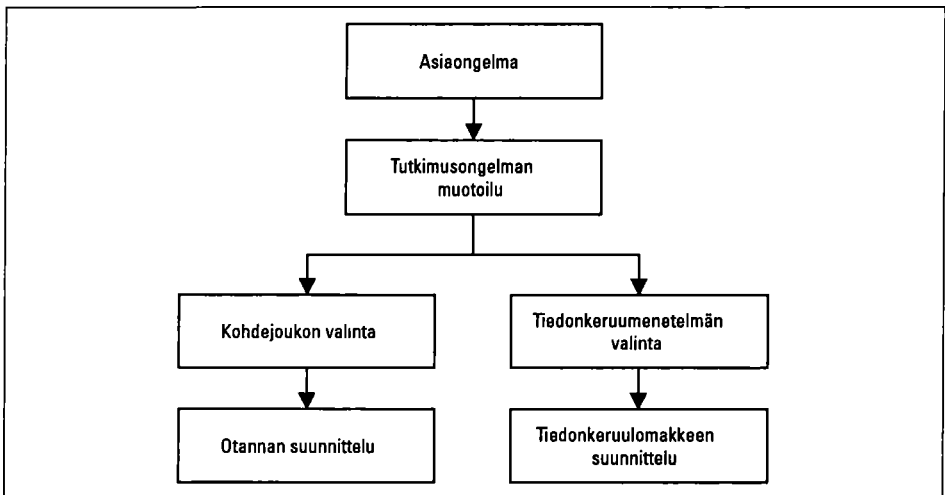 Asiaongelma
Tutkimusongelman
muotoilu
Kohdejoukon valinta
Tiedonkeruumenetelmän
valinta
Otannan suunnittelu
Tiedonkeruulomakkeen
suunnittelu